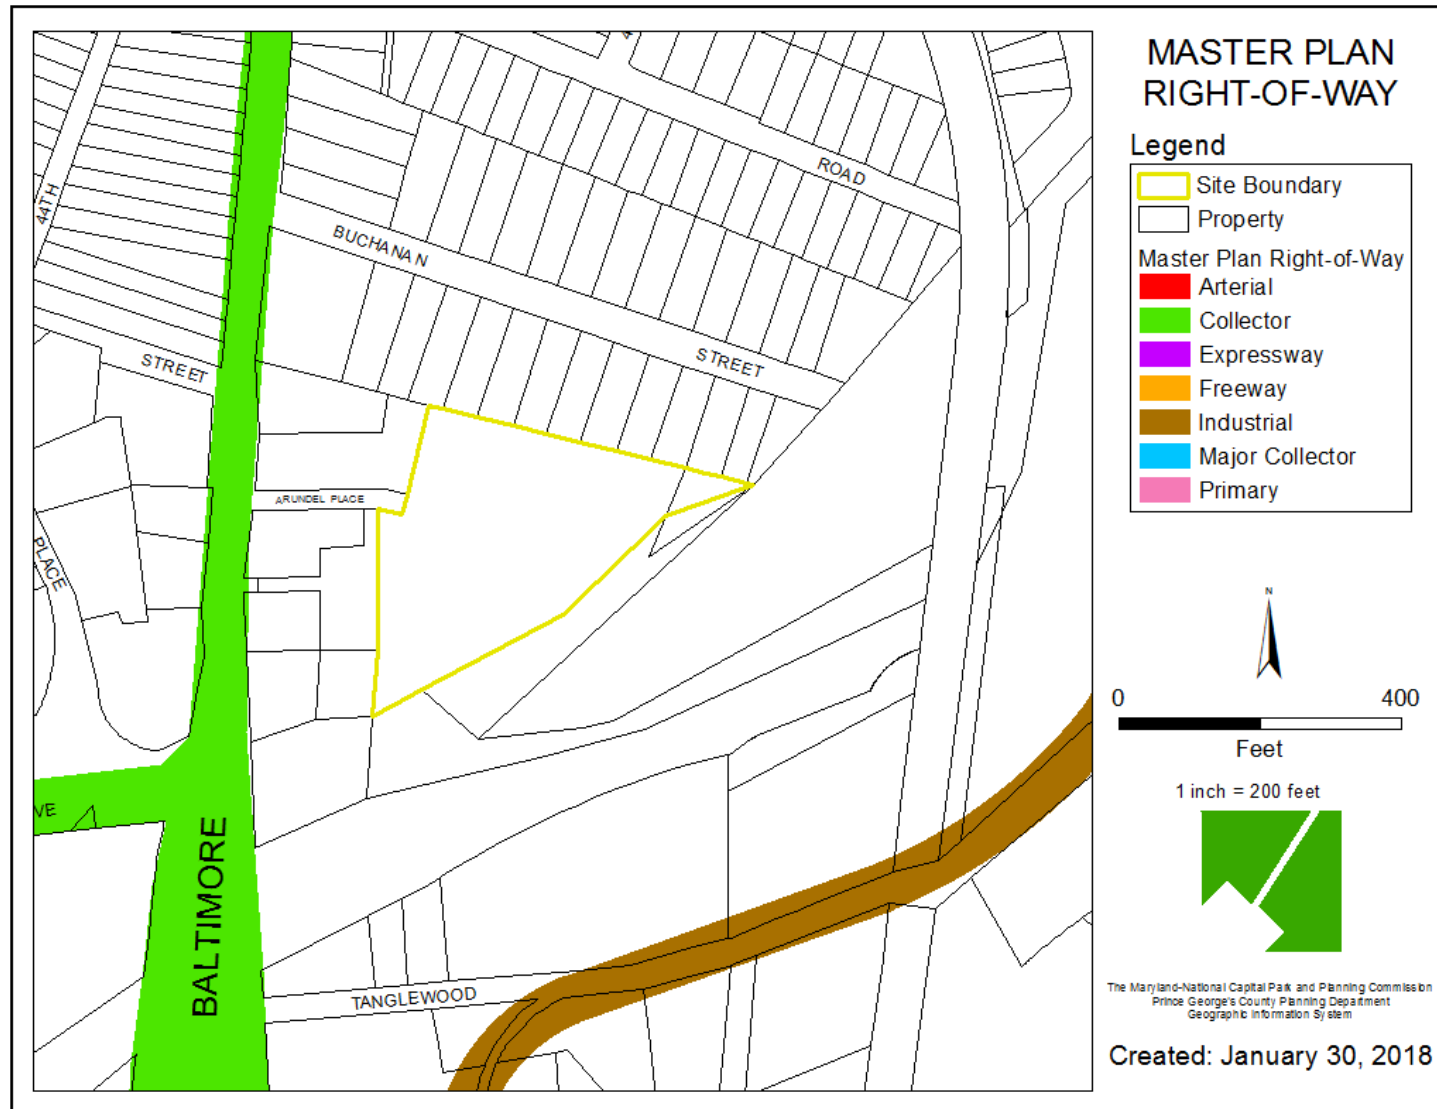 MASTER PLAN
RIGHT-OF-WAY
Legend
Site Boundary
Property
Master Plan Right-of-Way
Arterial
Collector
Expressway
Freeway
Industrial
Major Collector
Primary
N
0 400
Feet
1 inch = 200 feet
The Maryland-National Capital Park and Planning Commission
Prince George's County Planning Department
Geographic Information System
Created: January 30, 2018
44TH
ROAD
BUCHANAN
STREET
STREET
ARUNDEL PLACE
PLACE
VE
BALTIMORE
TANGLEWOOD